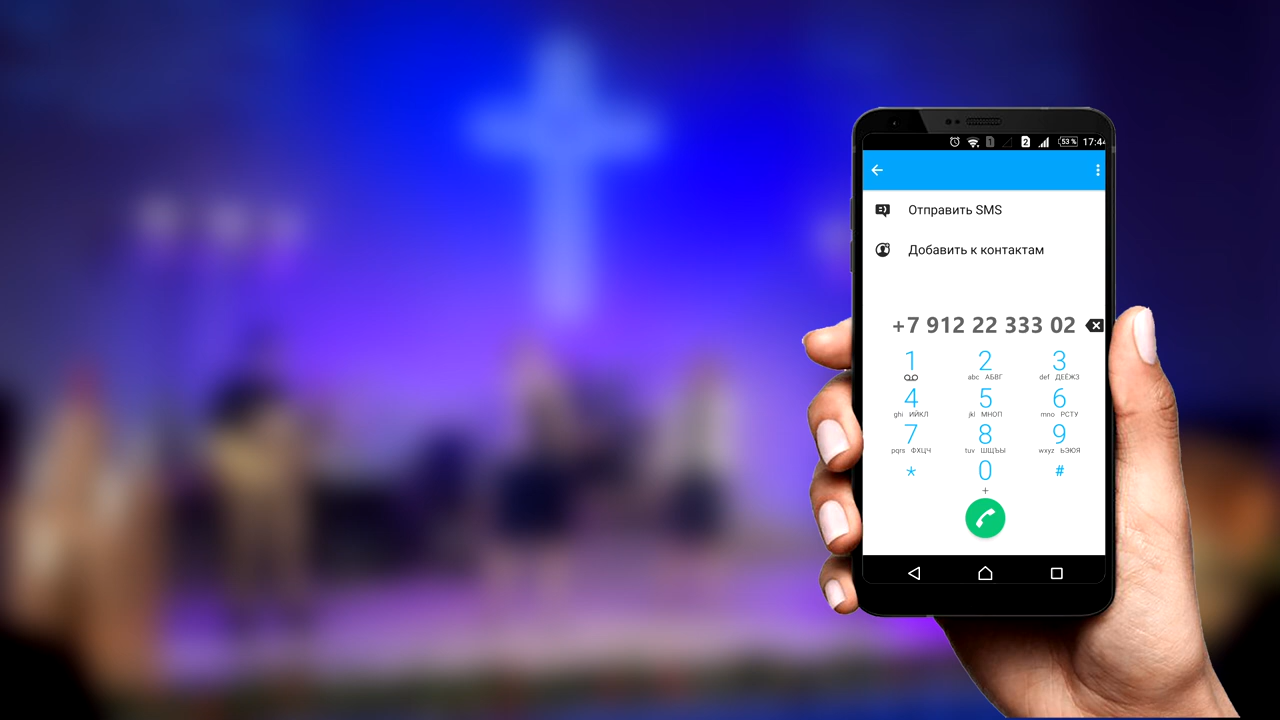 1 2 53 % 17:44
Отправить SMS
Добавить к контактам
+7 912 22 333 02
1 2 3
abc АБВГ def ДЕЁЖЗ
4 5 6
ghi ИЙКЛ jkl МНОП mno РСТУ
7 8 9
pqrs ФХЦЧ tuv ШЩЪЫ wxyz ЬЭЮЯ
* 0 #
+